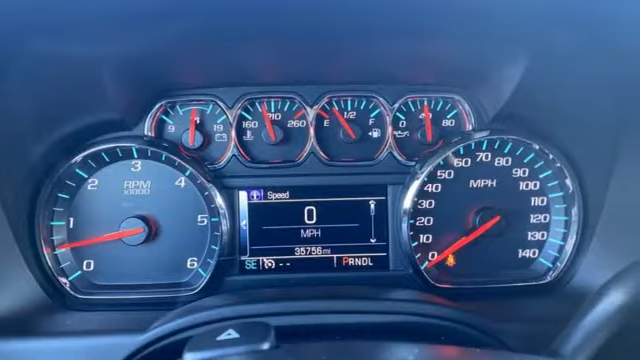 9 19
160 210 260
E 1/2 F
0 40 80
RPM
x1000
0 1 2 3 4 5 6
Speed
0
MPH
35756 mi
SE -- PRNDL
MPH
0 10 20 30 40 50 60 70 80 90 100 110 120 130 140